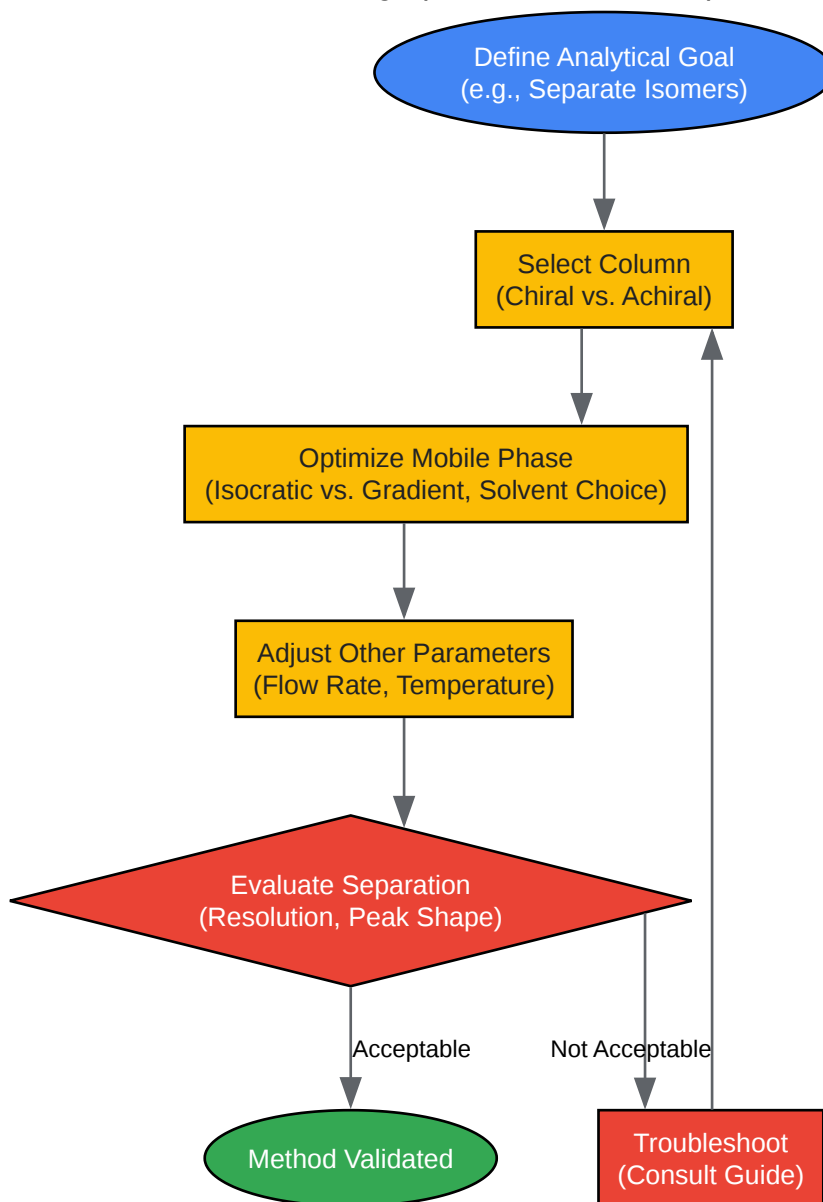 Define Analytical Goal
(e.g., Separate Isomers)
Select Column
(Chiral vs. Achiral)
Optimize Mobile Phase
(Isocratic vs. Gradient, Solvent Choice)
Adjust Other Parameters
(Flow Rate, Temperature)
Evaluate Separation
(Resolution, Peak Shape)
Acceptable
Not Acceptable
Method Validated
Troubleshoot
(Consult Guide)